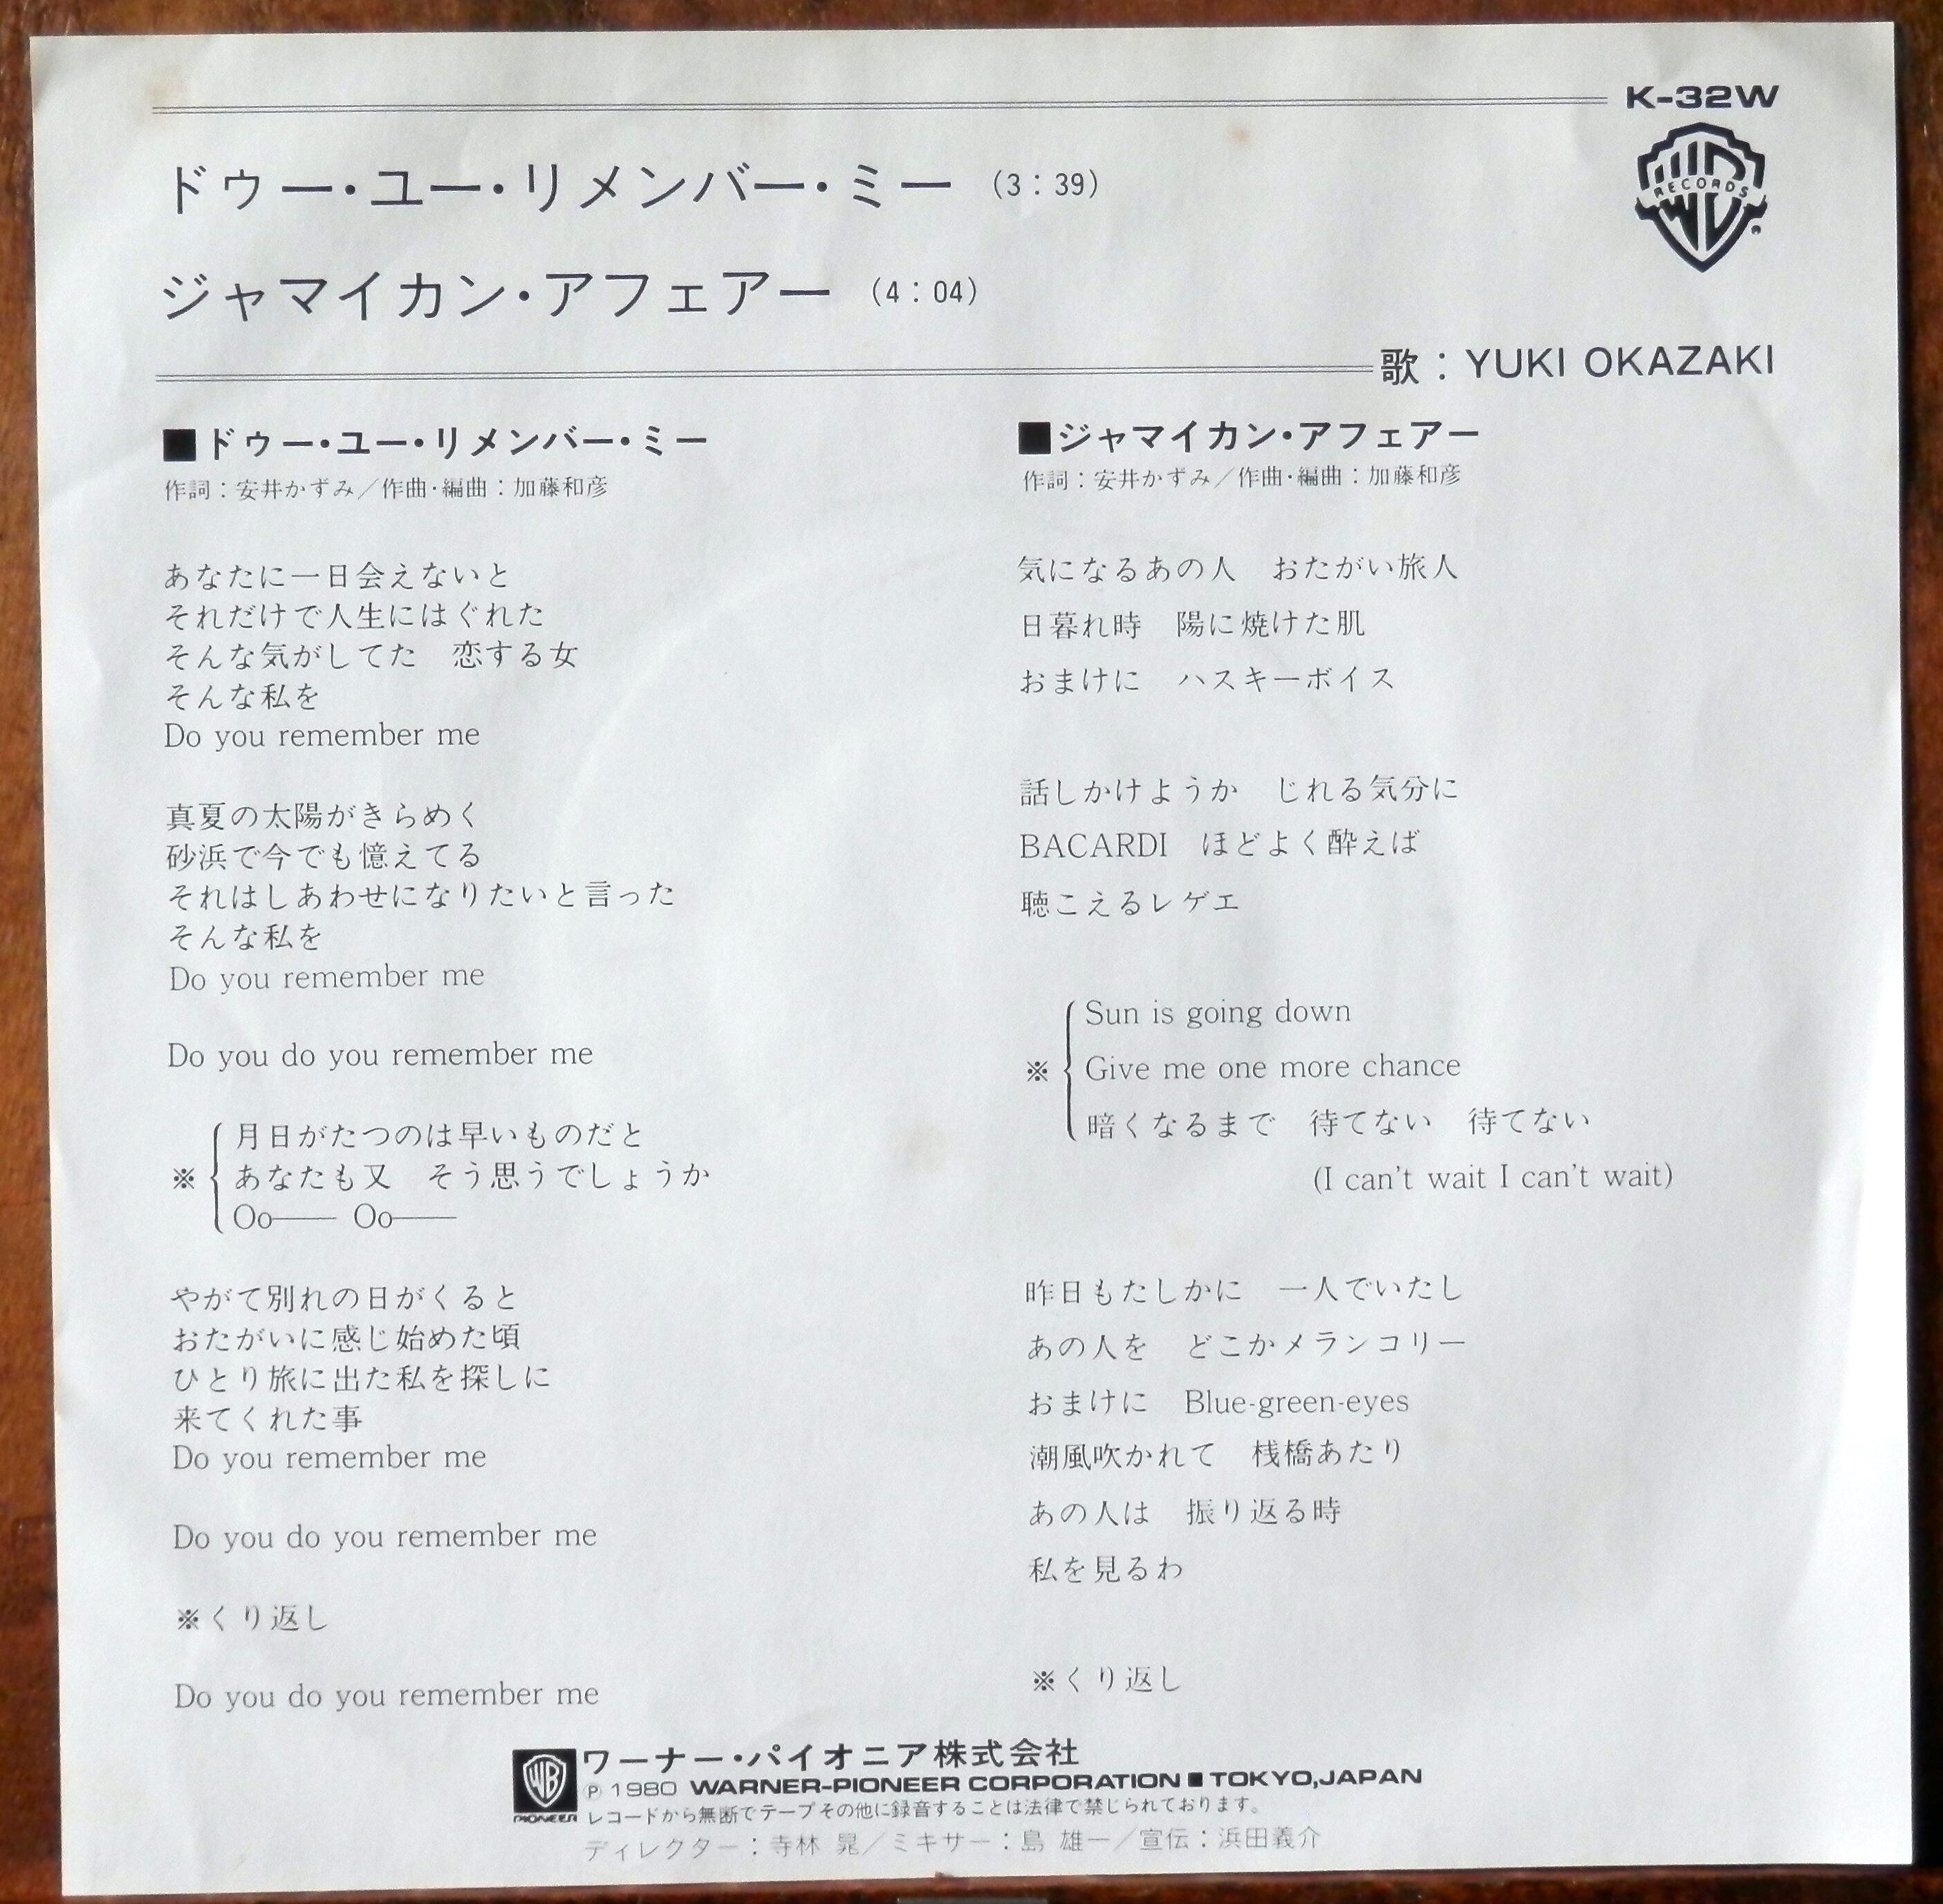 K-32W
ドゥー・ユー・リメンバー・ミー (3：39)
RECORDS
ジャマイカン・アフェアー (4：04)
歌：YUKI OKAZAKI
■ドゥー・ユー・リメンバー・ミー
作詞：安井かずみ／作曲・編曲：加藤和彦
あなたに一日会えないと
それだけで人生にはぐれた
そんな気がしてた　恋する女
そんな私を
Do you remember me
真夏の太陽がきらめく
砂浜で今でも憶えてる
それはしあわせになりたいと言った
そんな私を
Do you remember me
Do you do you remember me
月日がたつのは早いものだと
※ あなたも又　そう思うでしょうか
Oo―― Oo――
やがて別れの日がくると
おたがいに感じ始めた頃
ひとり旅に出た私を探しに
来てくれた事
Do you remember me
Do you do you remember me
※くり返し
Do you do you remember me
■ジャマイカン・アフェアー
作詞：安井かずみ／作曲・編曲：加藤和彦
気になるあの人　おたがい旅人
日暮れ時　陽に焼けた肌
おまけに　ハスキーボイス
話しかけようか　じれる気分に
BACARDI　ほどよく酔えば
聴こえるレゲエ
Sun is going down
※ Give me one more chance
暗くなるまで　待てない　待てない
(I can't wait I can't wait)
昨日もたしかに　一人でいたし
あの人を　どこかメランコリー
おまけに　Blue-green-eyes
潮風吹かれて　桟橋あたり
あの人は　振り返る時
私を見るわ
※くり返し
WB
ワーナー・パイオニア株式会社
Ⓟ 1980 WARNER-PIONEER CORPORATION ■ TOKYO,JAPAN
PIONEER レコードから無断でテープその他に録音することは法律で禁じられております。
ディレクター：寺林 晁／ミキサー：島 雄一／宣伝：浜田義介